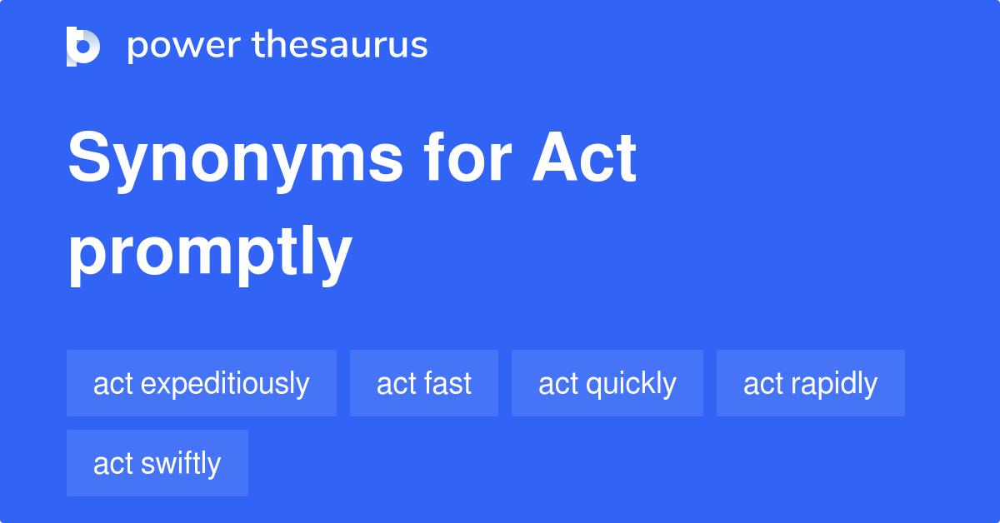 power thesaurus
Synonyms for Act
promptly
act expeditiously act fast act quickly act rapidly
act swiftly